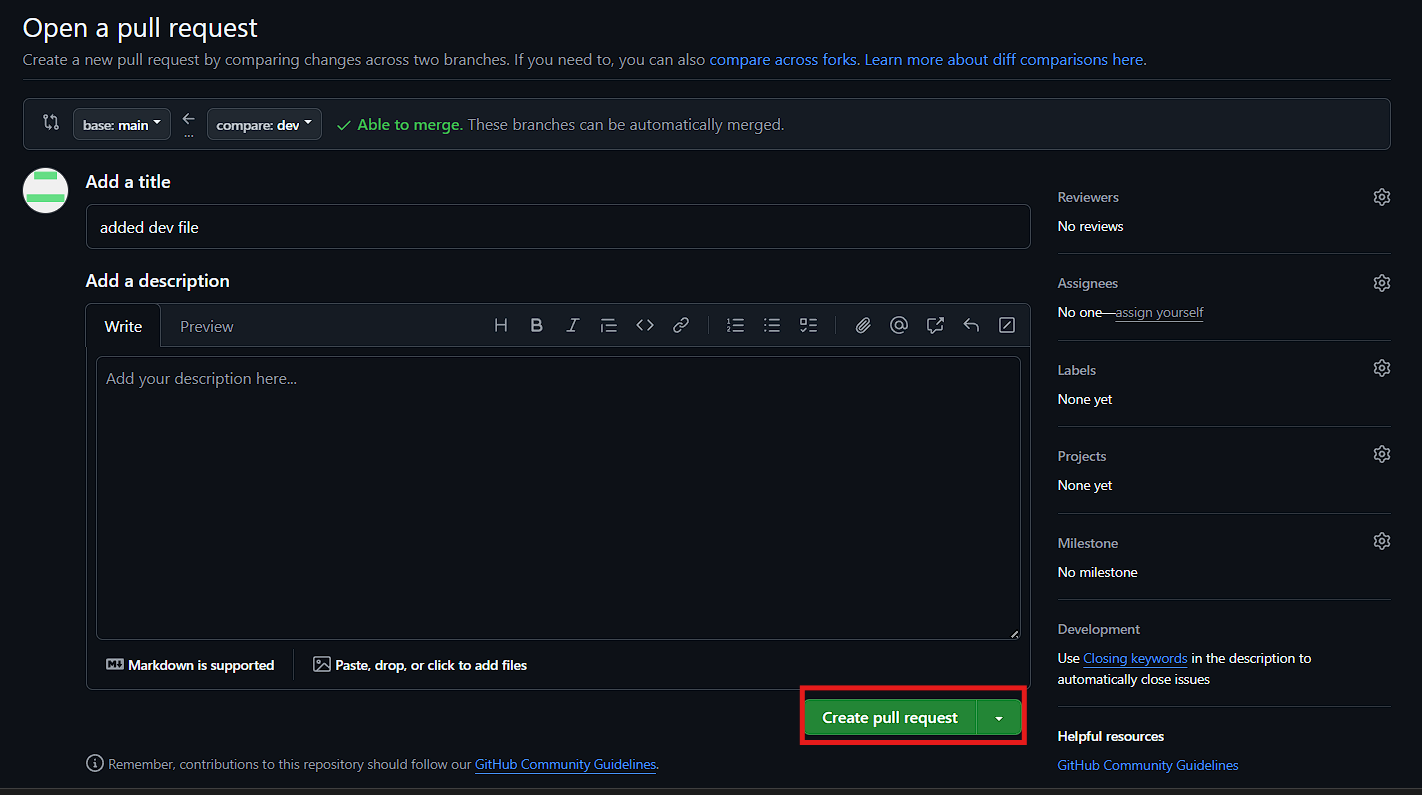 Open a pull request
Create a new pull request by comparing changes across two branches. If you need to, you can also compare across forks. Learn more about diff comparisons here.
base: main
...
compare: dev
Able to merge. These branches can be automatically merged.
Add a title
added dev file
Add a description
Write
Preview
H B I
Add your description here...
Markdown is supported
Paste, drop, or click to add files
Create pull request
Remember, contributions to this repository should follow our GitHub Community Guidelines.
Reviewers
No reviews
Assignees
No one—assign yourself
Labels
None yet
Projects
None yet
Milestone
No milestone
Development
Use Closing keywords in the description to
automatically close issues
Helpful resources
GitHub Community Guidelines